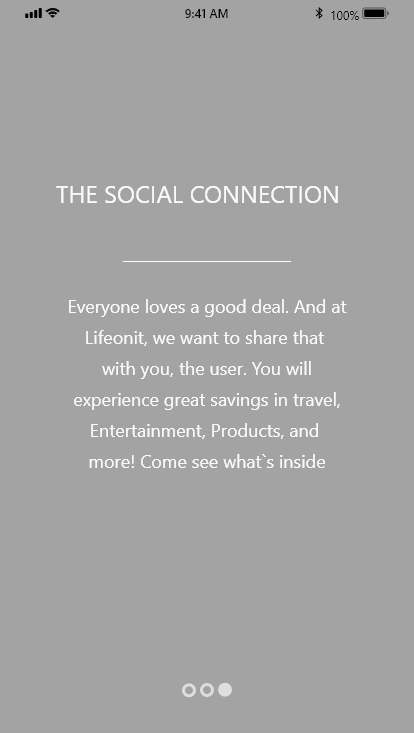 9:41 AM
100%
THE SOCIAL CONNECTION
Everyone loves a good deal. And at
Lifeonit, we want to share that
with you, the user. You will
experience great savings in travel,
Entertainment, Products, and
more! Come see what`s inside